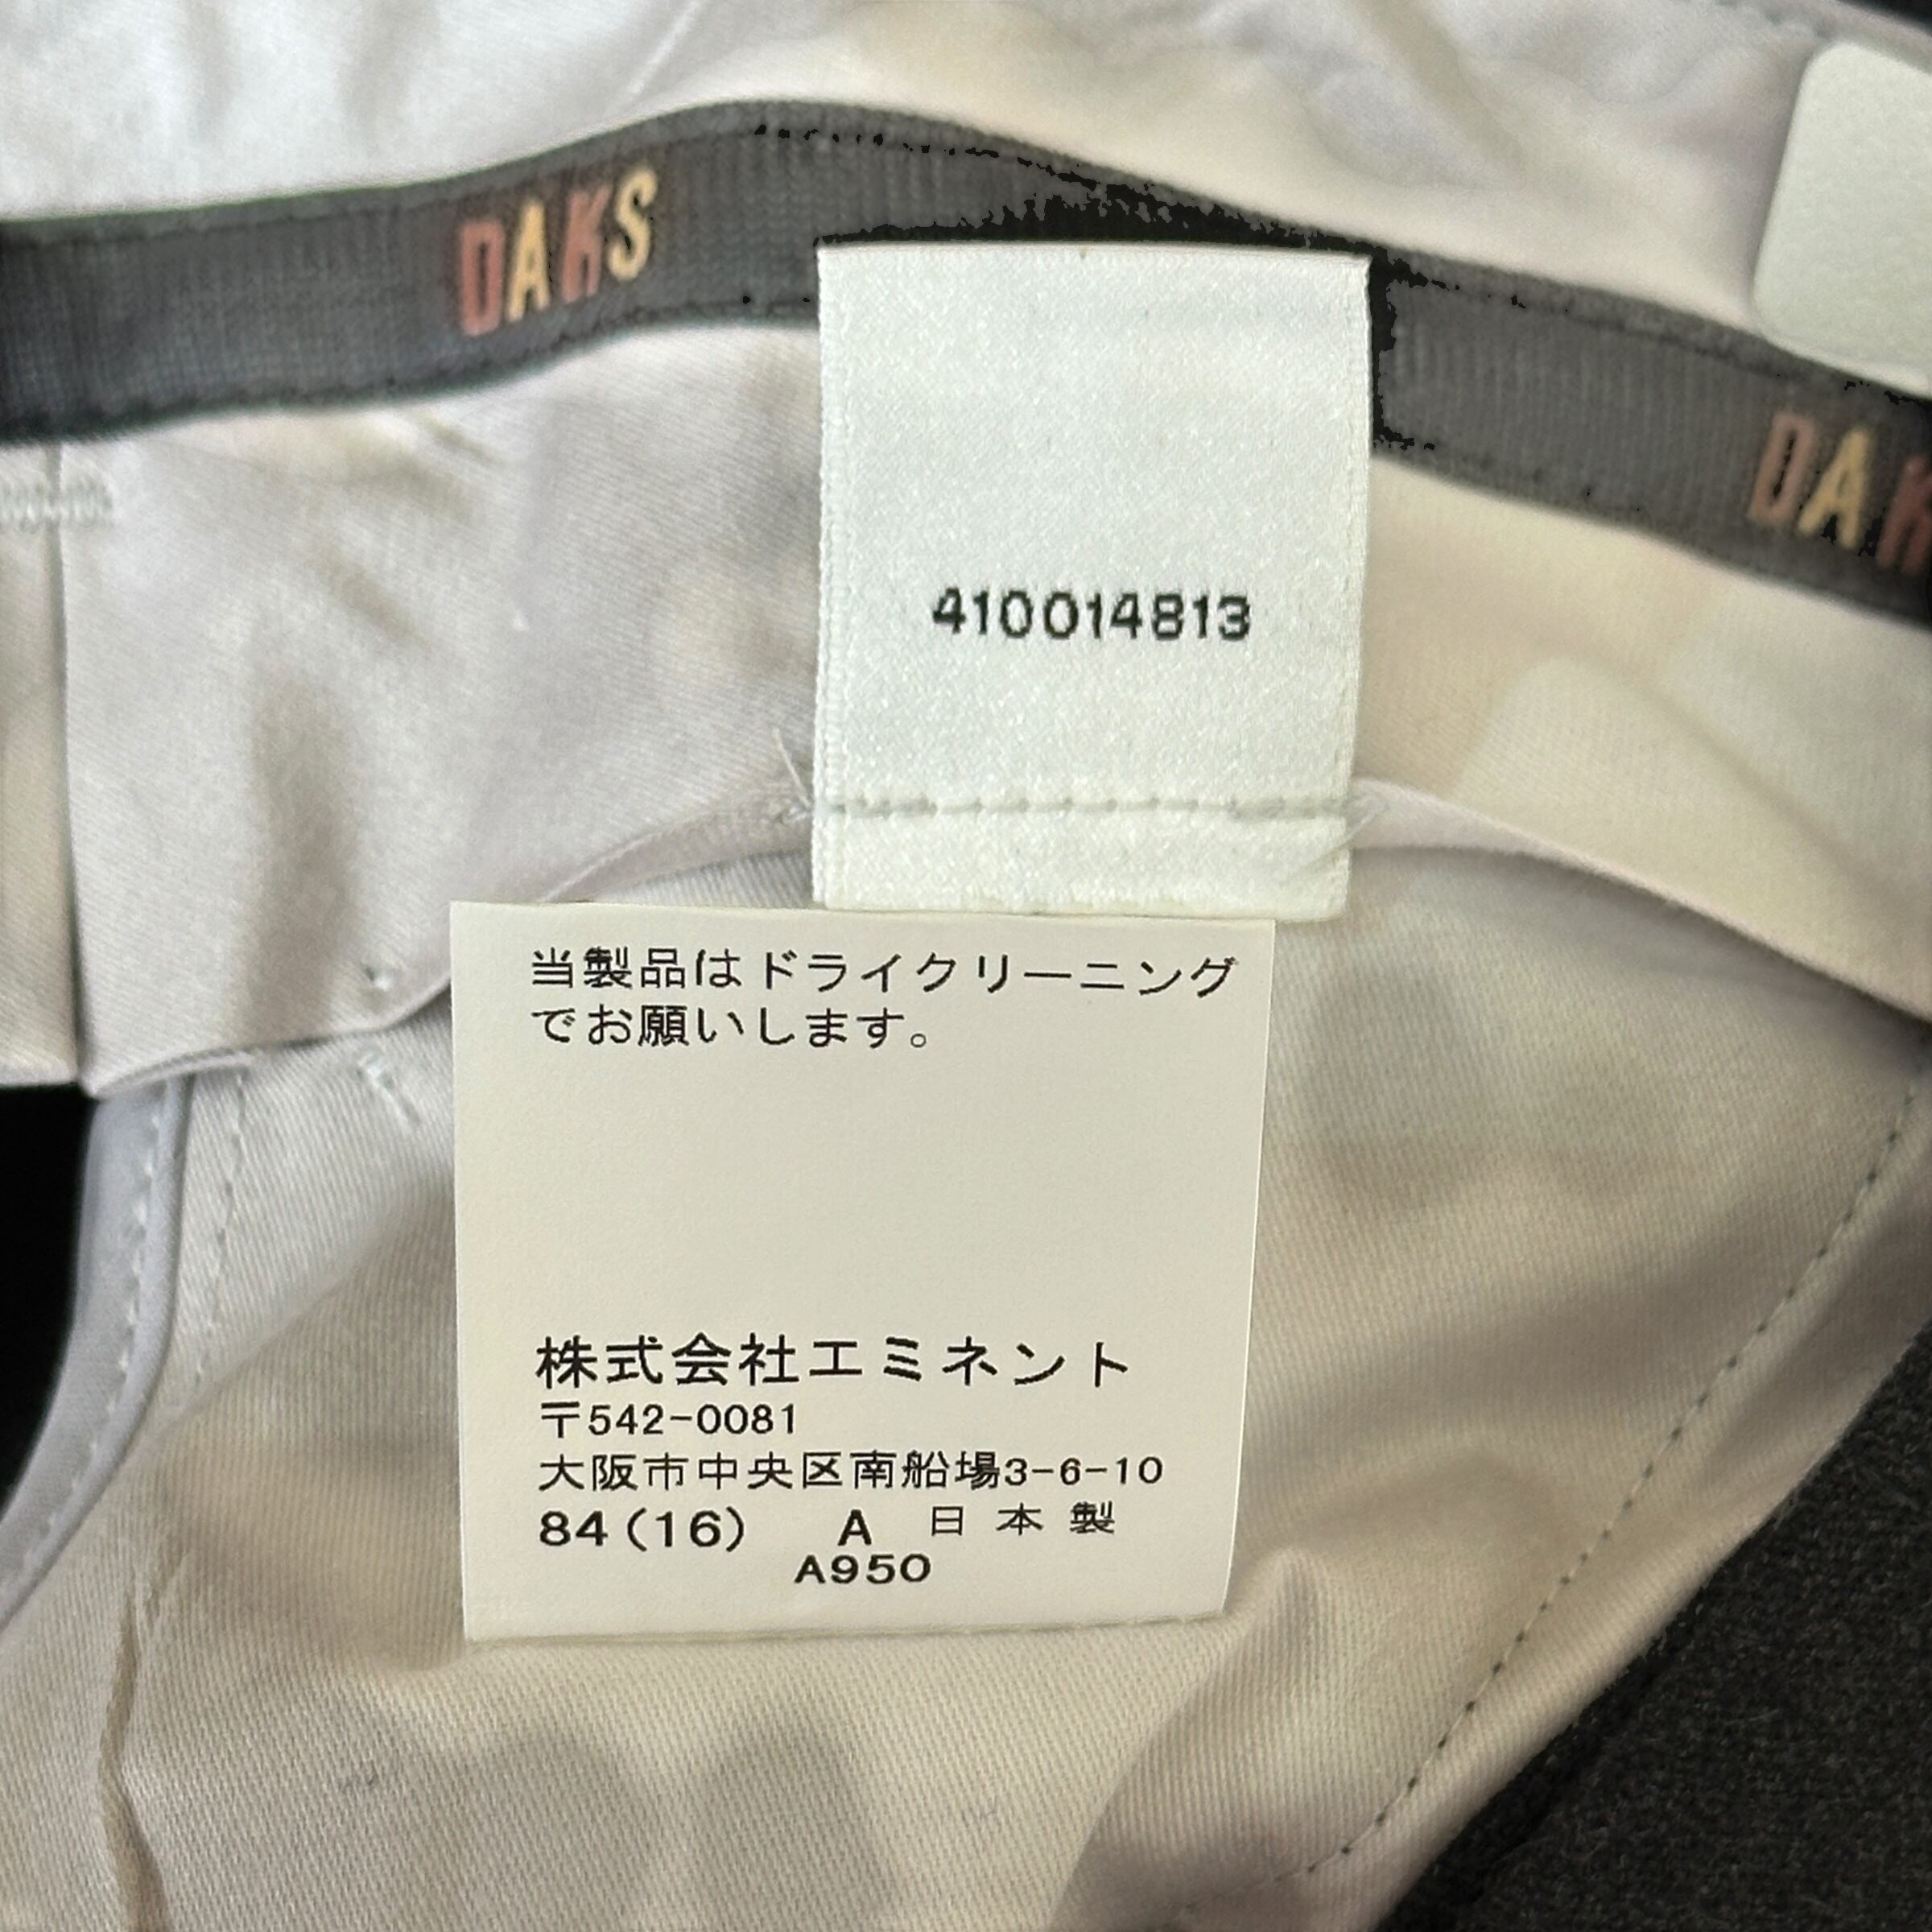 DAKS
DAK
410014813
当製品はドライクリーニング
でお願いします。
株式会社エミネント
〒542-0081
大阪市中央区南船場3-6-10
84(16) A 日本製
A950